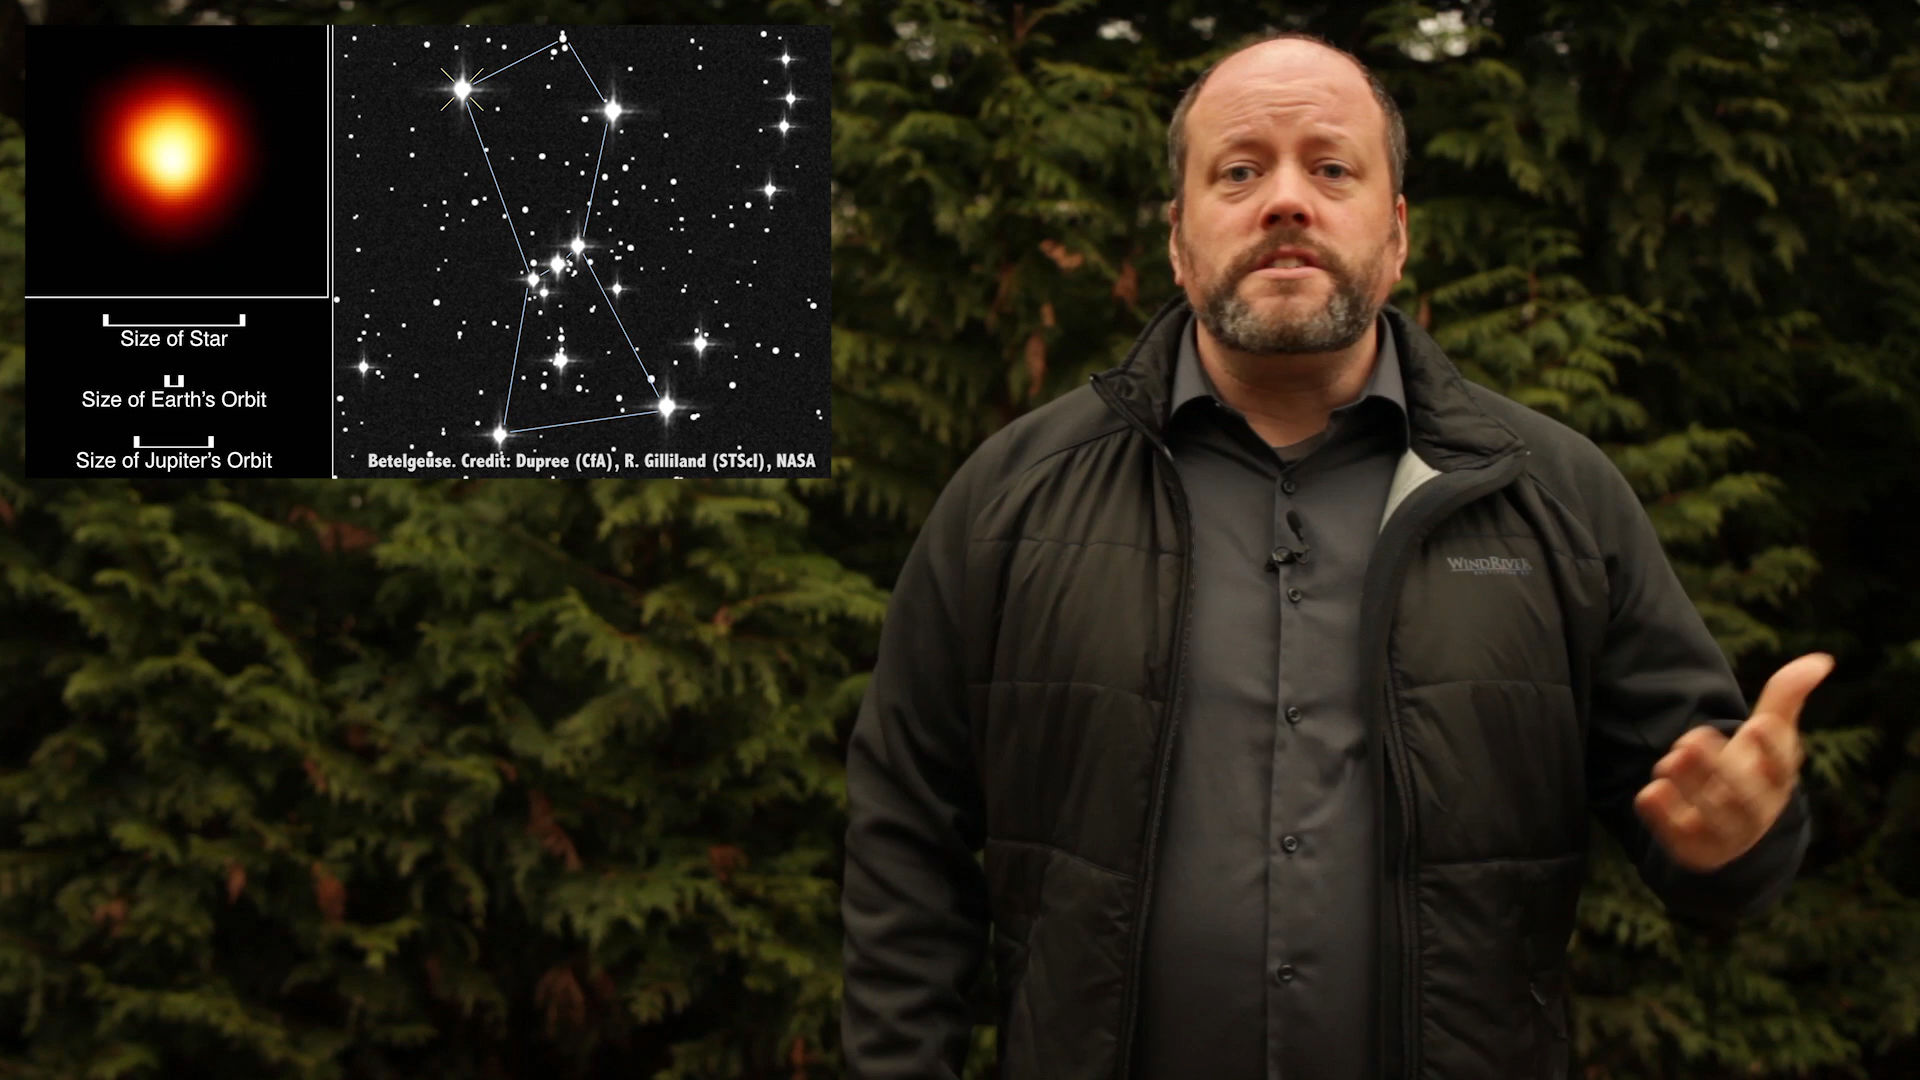 Size of Star
Size of Earth's Orbit
Size of Jupiter's Orbit
Betelgeuse. Credit: Dupree (CfA), R. Gilliland (STScI), NASA
WINDRIVER